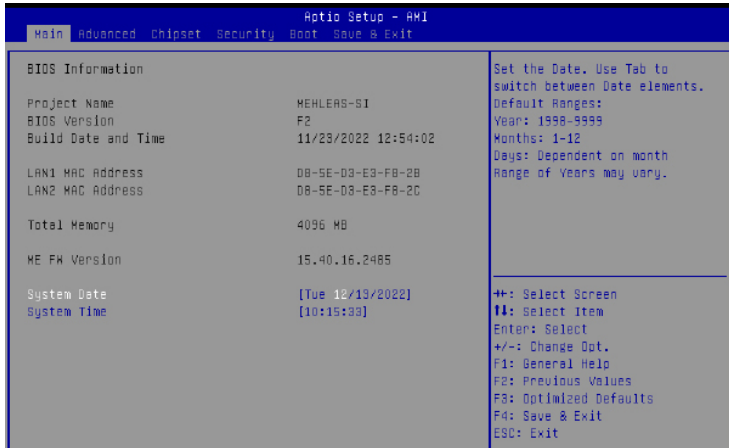 Aptio Setup - AMI
Main Advanced Chipset Security Boot Save & Exit
BIOS Information
Project Name MEHLEAS-SI
BIOS Version F2
Build Date and Time 11/23/2022 12:54:02
LAN1 MAC Address D8-5E-D3-E3-F8-2B
LAN2 MAC Address D8-5E-D3-E3-F8-2C
Total Memory 4096 MB
ME FW Version 15.40.16.2485
System Date [Tue 12/13/2022]
System Time [10:15:33]
Set the Date. Use Tab to
switch between Date elements.
Default Ranges:
Year: 1998-9999
Months: 1-12
Days: Dependent on month
Range of Years may vary.
→←: Select Screen
↑↓: Select Item
Enter: Select
+/-: Change Opt.
F1: General Help
F2: Previous Values
F3: Optimized Defaults
F4: Save & Exit
ESC: Exit